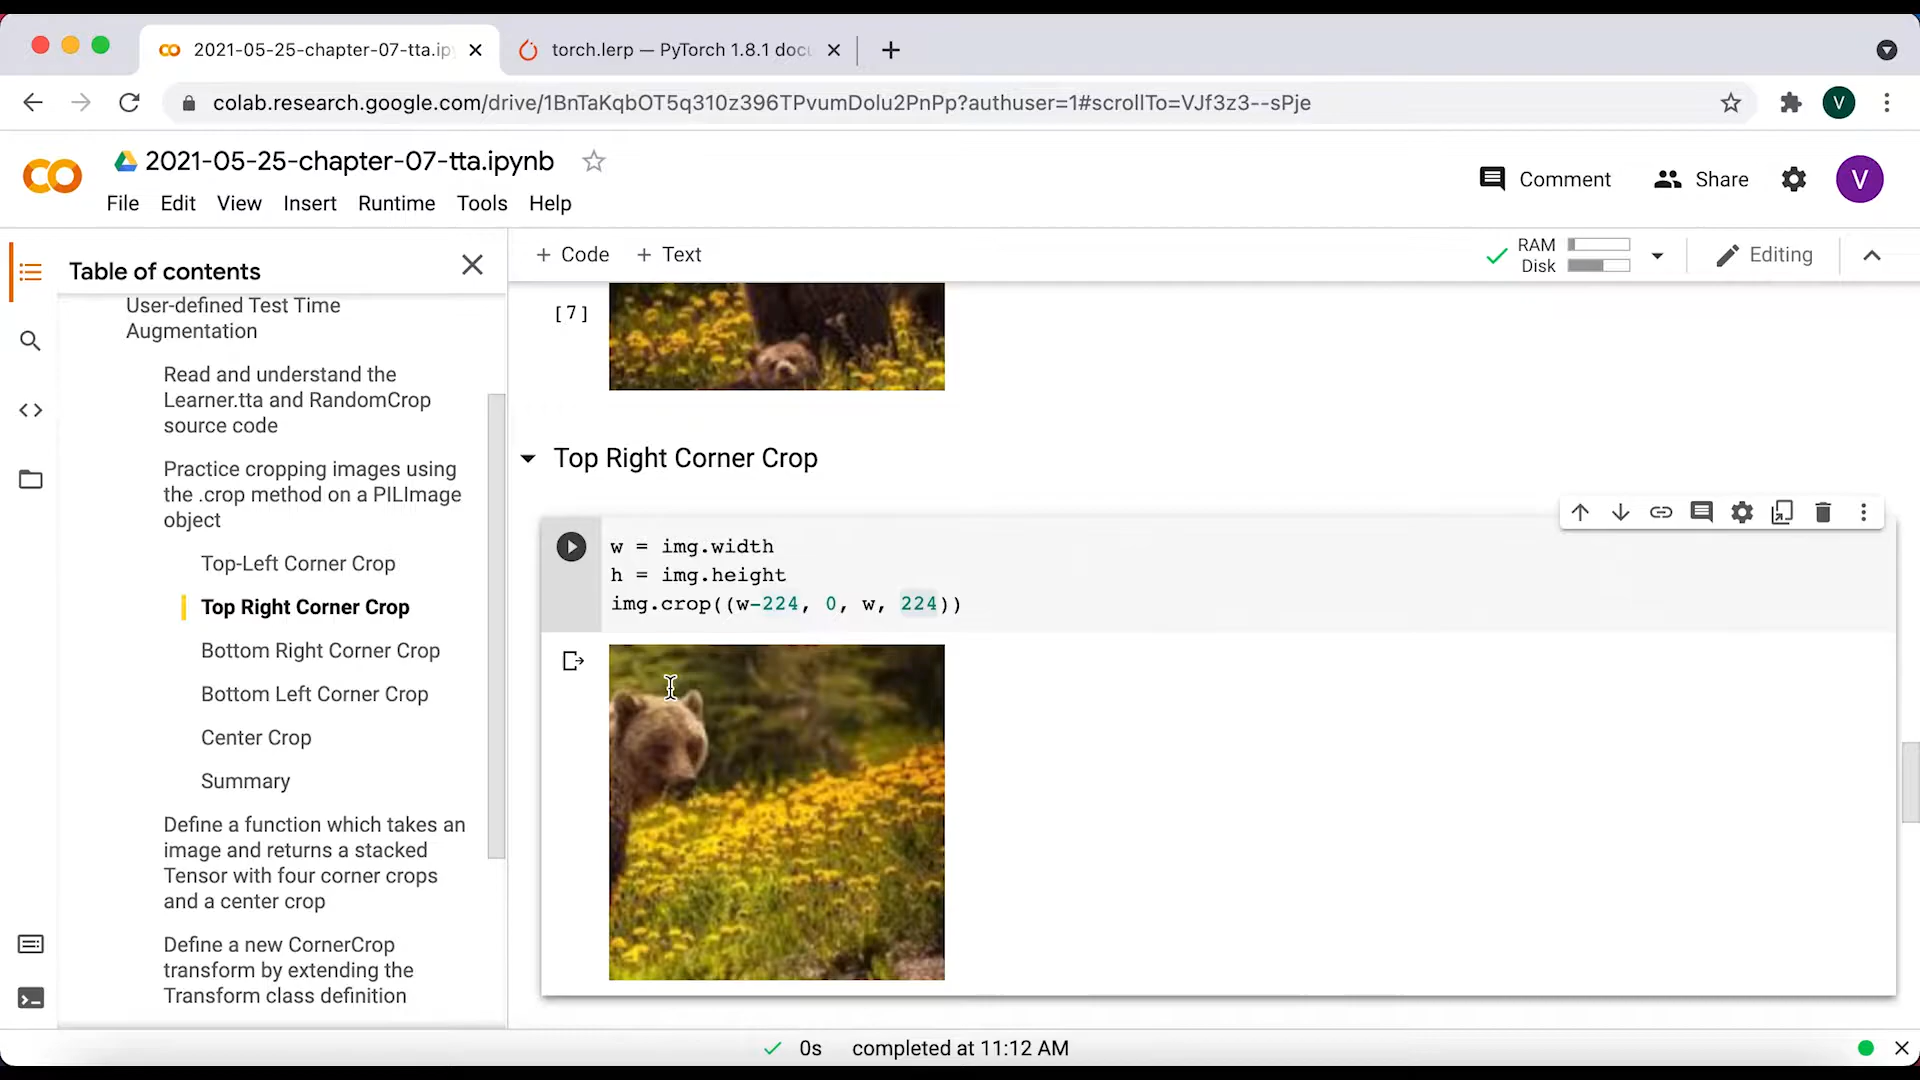 2021-05-25-chapter-07-tta.ip
torch.lerp — PyTorch 1.8.1 docu
colab.research.google.com/drive/1BnTaKqbOT5q310z396TPvumDolu2PnPp?authuser=1#scrollTo=VJf3z3--sPje
V
2021-05-25-chapter-07-tta.ipynb
File Edit View Insert Runtime Tools Help
Comment
Share
V
Table of contents
+ Code + Text
RAM
Disk
Editing
User-defined Test Time
Augmentation
Read and understand the
Learner.tta and RandomCrop
source code
Practice cropping images using
the .crop method on a PILImage
object
Top-Left Corner Crop
Top Right Corner Crop
Bottom Right Corner Crop
Bottom Left Corner Crop
Center Crop
Summary
Define a function which takes an
image and returns a stacked
Tensor with four corner crops
and a center crop
Define a new CornerCrop
transform by extending the
Transform class definition
[7]
Top Right Corner Crop
w = img.width
h = img.height
img.crop((w-224, 0, w, 224))
0s completed at 11:12 AM